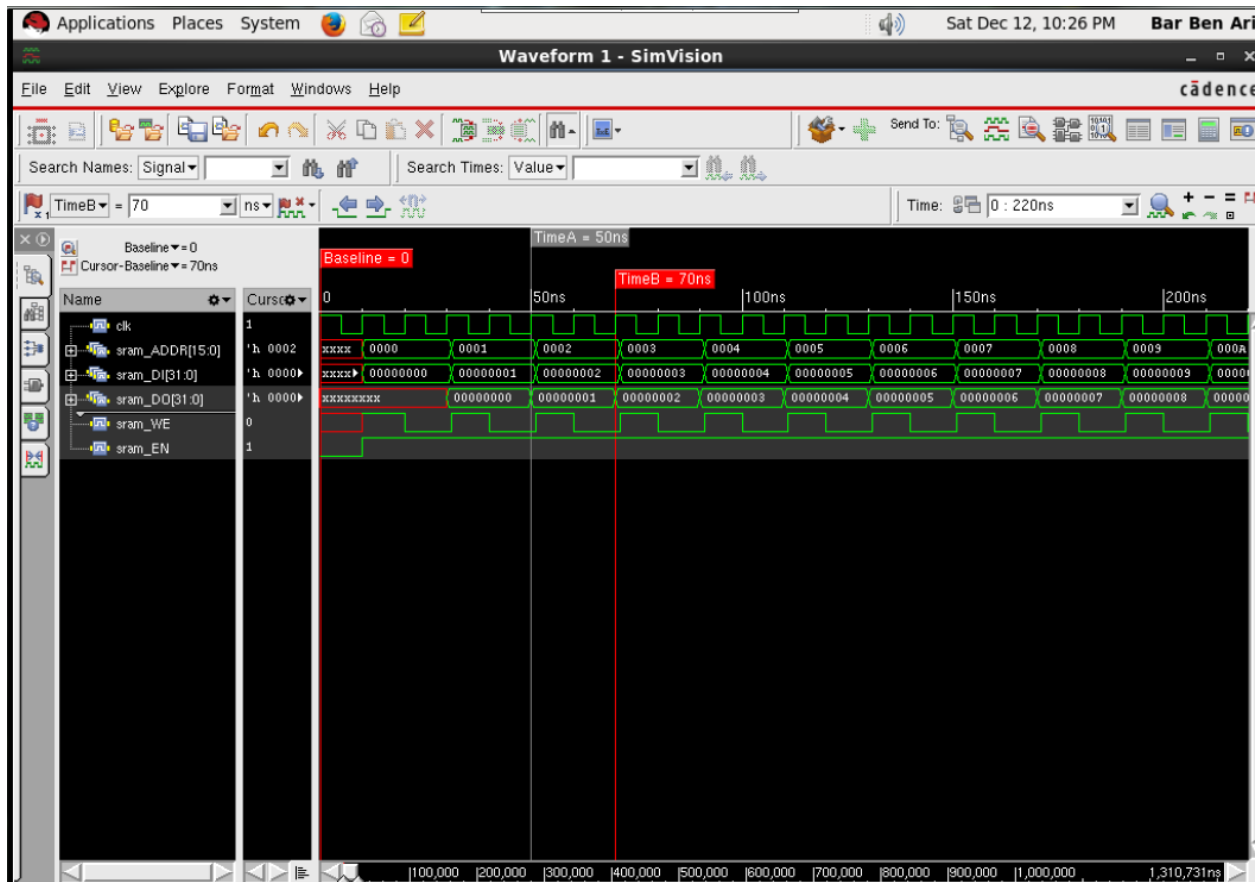 Applications Places System Sat Dec 12, 10:26 PM Bar Ben Ari
Waveform 1 - SimVision
File Edit View Explore Format Windows Help cādence
Send To:
Search Names: Signal Search Times: Value
TimeB = 70 ns Time: 0 : 220ns
Baseline = 0
Cursor-Baseline = 70ns
TimeA = 50ns
Baseline = 0
TimeB = 70ns
Name Curso 0 50ns 100ns 150ns 200ns
clk 1
sram_ADDR[15:0] 'h 0002 xxxx 0000 0001 0002 0003 0004 0005 0006 0007 0008 0009 000A
sram_DI[31:0] 'h 0000 xxxx 00000000 00000001 00000002 00000003 00000004 00000005 00000006 00000007 00000008 00000009 0000
sram_DO[31:0] 'h 0000 xxxxxxxx 00000000 00000001 00000002 00000003 00000004 00000005 00000006 00000007 00000008 00000
sram_WE 0
sram_EN 1
100,000 200,000 300,000 400,000 500,000 600,000 700,000 800,000 900,000 1,000,000 1,310,731ns